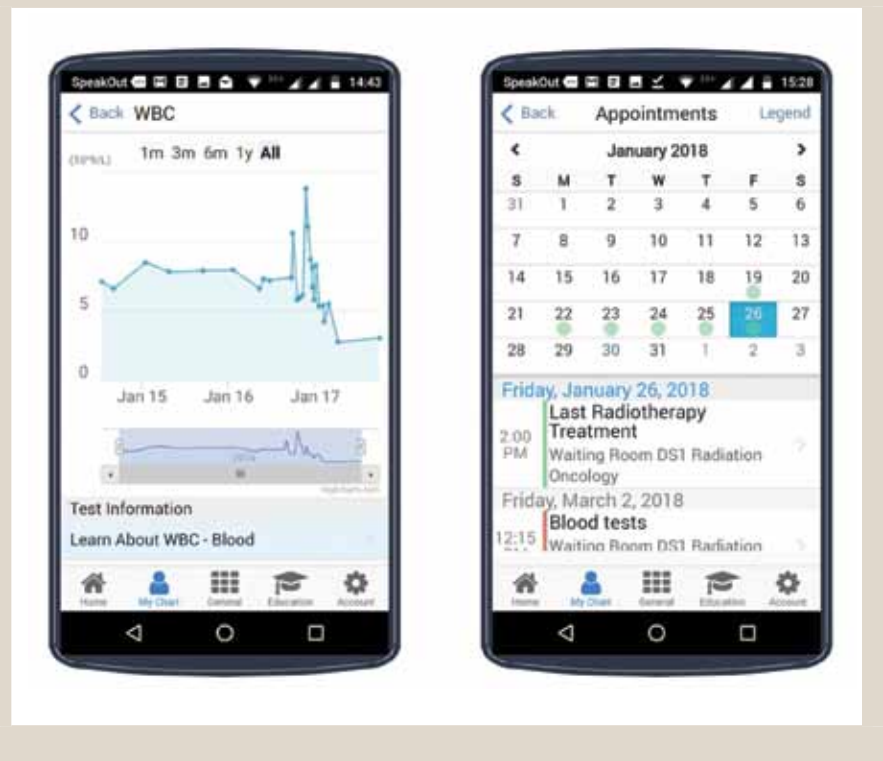 SpeakOut 14:43
Back WBC
1m 3m 6m 1y All
10
5
0
Jan 15 Jan 16 Jan 17
Test Information
Learn About WBC - Blood
Home My Chart General Education Account
SpeakOut 15:28
Back Appointments Legend
January 2018
S M T W T F S
31 1 2 3 4 5 6
7 8 9 10 11 12 13
14 15 16 17 18 19 20
21 22 23 24 25 26 27
28 29 30 31 1 2 3
Friday, January 26, 2018
Last Radiotherapy
Treatment
2:00
PM
Waiting Room DS1 Radiation
Oncology
Friday, March 2, 2018
Blood tests
12:15
Waiting Room DS1 Radiation
Home My Chart General Education Account